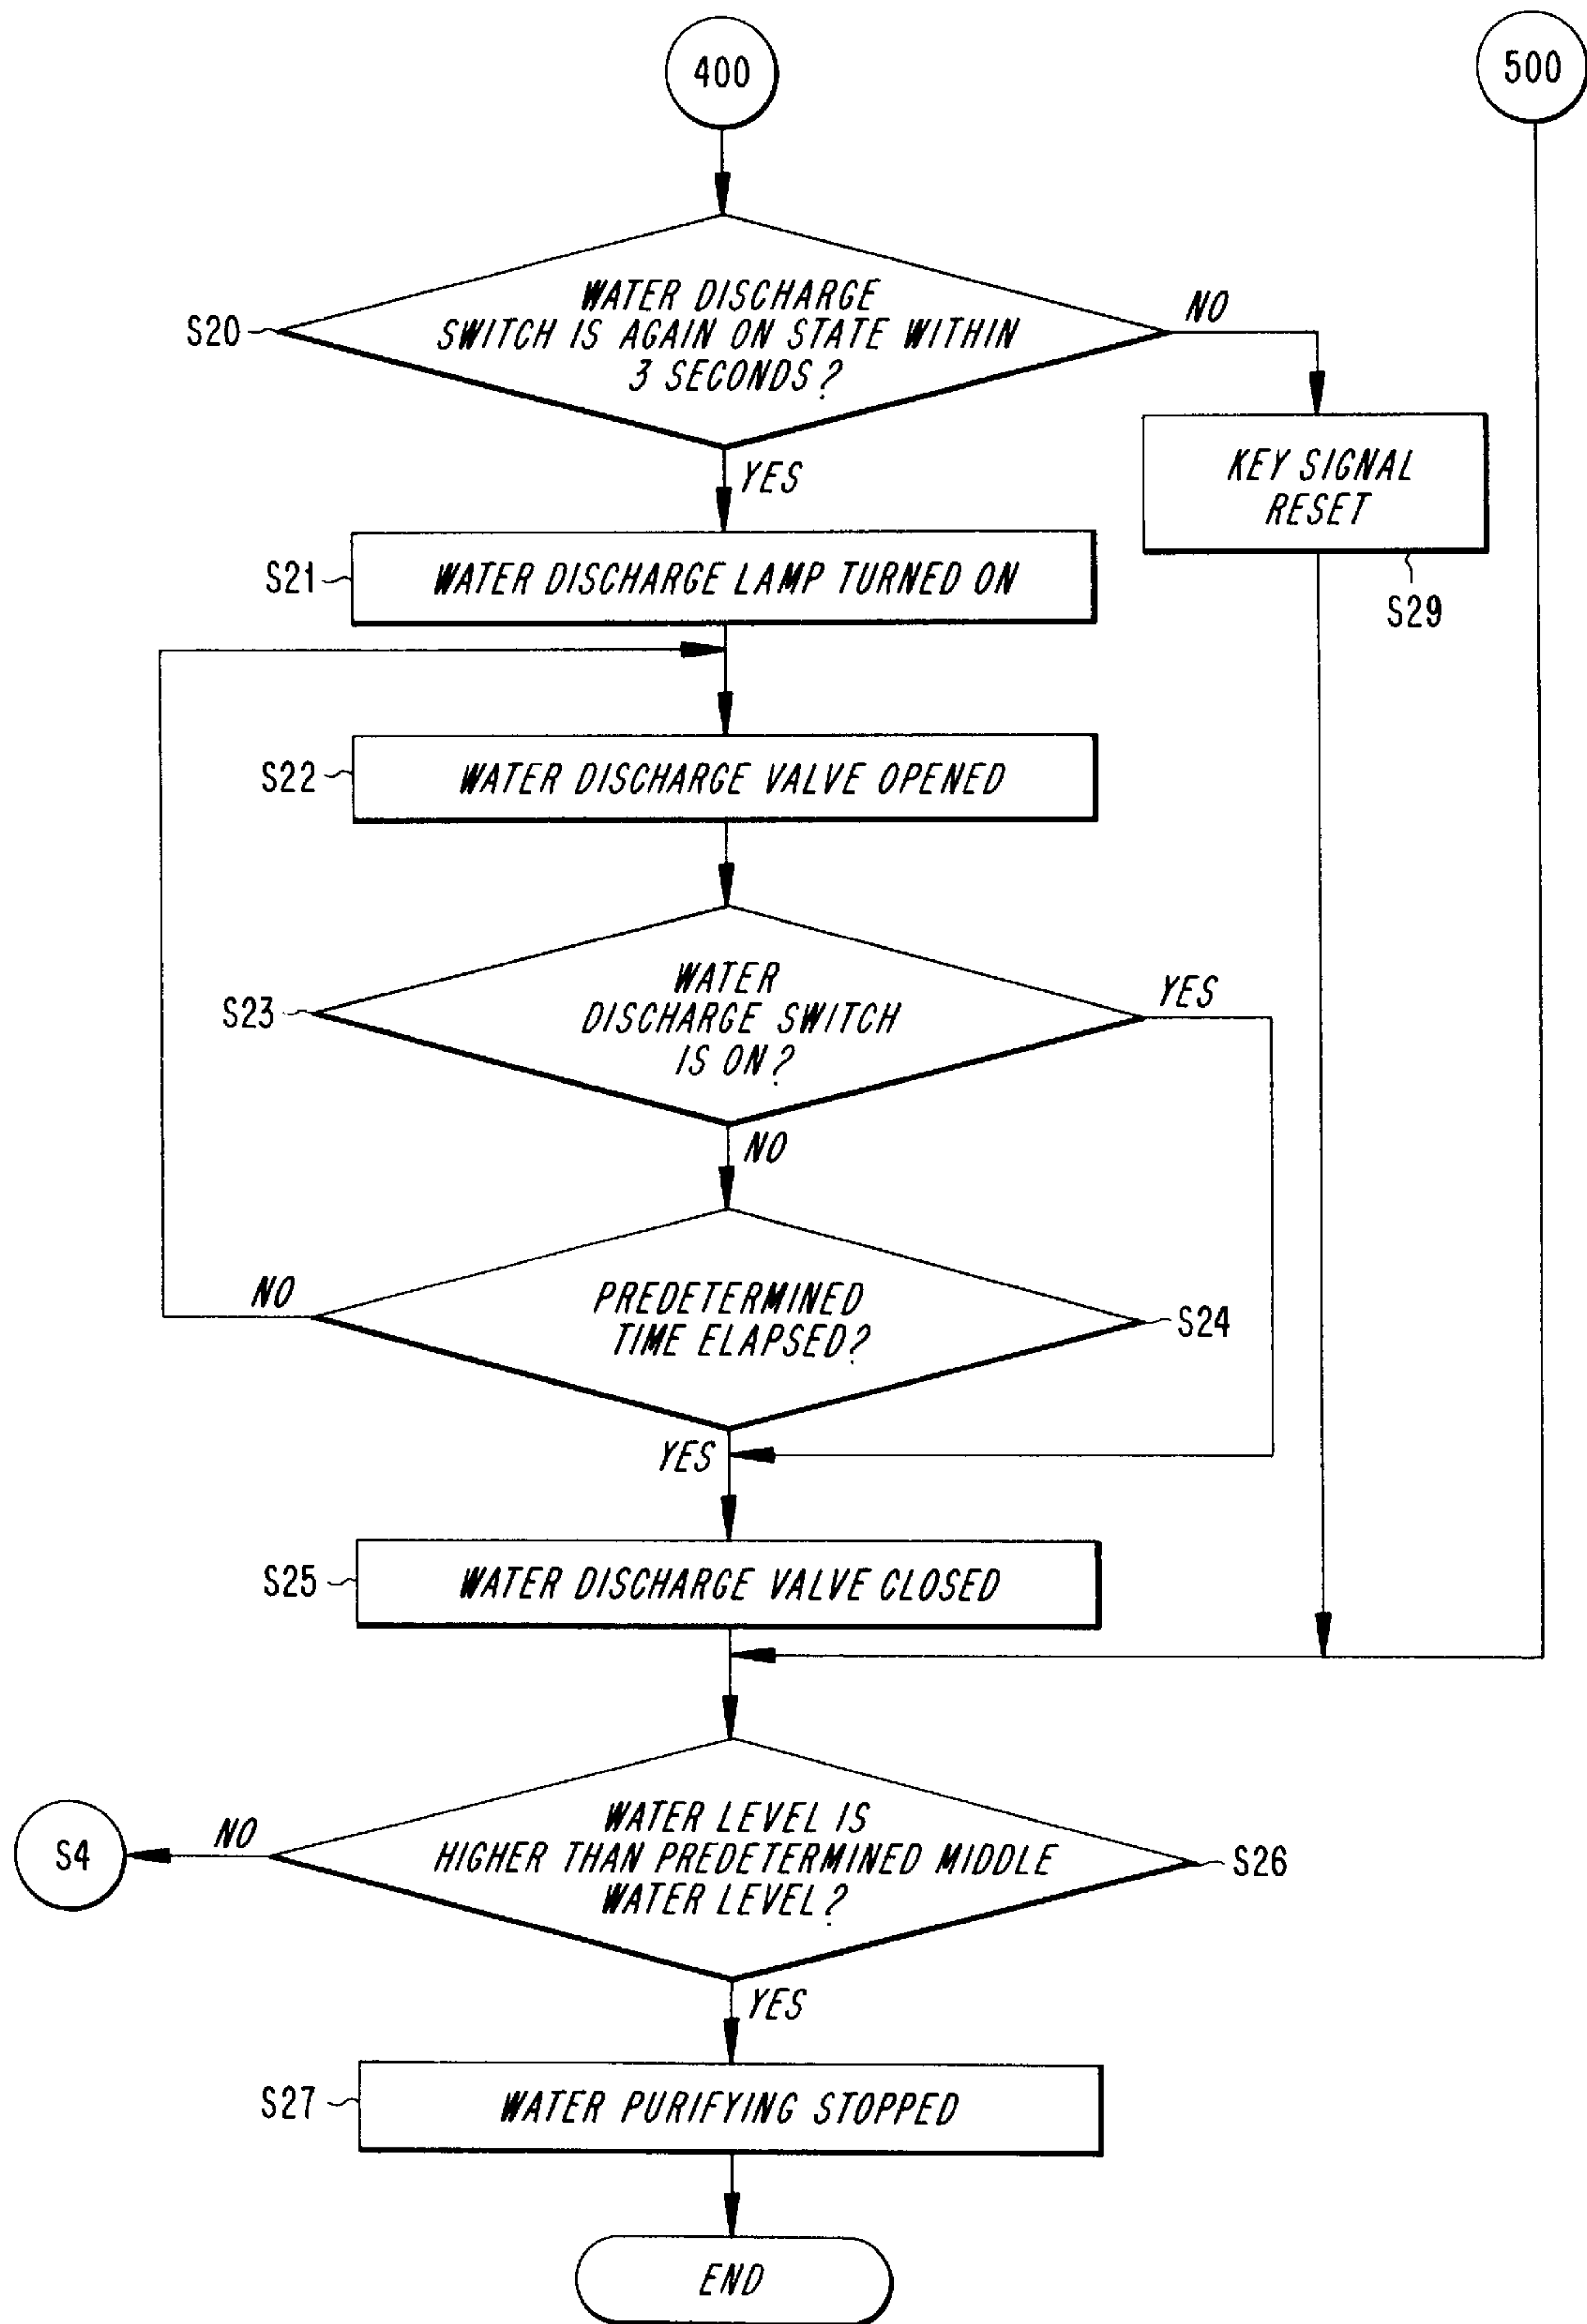 400
500
WATER DISCHARGE
SWITCH IS AGAIN ON STATE WITHIN
3 SECONDS?
S20
NO
YES
KEY SIGNAL
RESET
S29
S21
WATER DISCHARGE LAMP TURNED ON
S22
WATER DISCHARGE VALVE OPENED
S23
WATER
DISCHARGE SWITCH
IS ON?
YES
NO
NO
PREDETERMINED
TIME ELAPSED?
S24
YES
S25
WATER DISCHARGE VALVE CLOSED
S4
NO
WATER LEVEL IS
HIGHER THAN PREDETERMINED MIDDLE
WATER LEVEL?
S26
YES
S27
WATER PURIFYING STOPPED
END